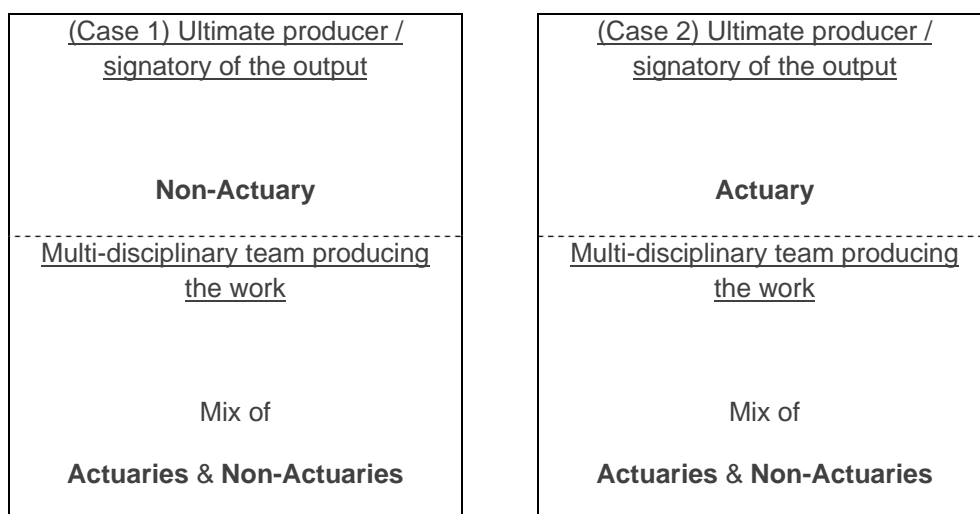 (Case 1) Ultimate producer /
signatory of the output
Non-Actuary
Multi-disciplinary team producing
the work
Mix of
Actuaries & Non-Actuaries
(Case 2) Ultimate producer /
signatory of the output
Actuary
Multi-disciplinary team producing
the work
Mix of
Actuaries & Non-Actuaries